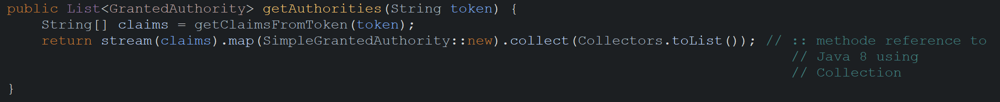 public List<GrantedAuthority> getAuthorities(String token) {
    String[] claims = getClaimsFromToken(token);
    return stream(claims).map(SimpleGrantedAuthority::new).collect(Collectors.toList()); // :: methode reference to
                                                                                         // Java 8 using
                                                                                         // Collection
}